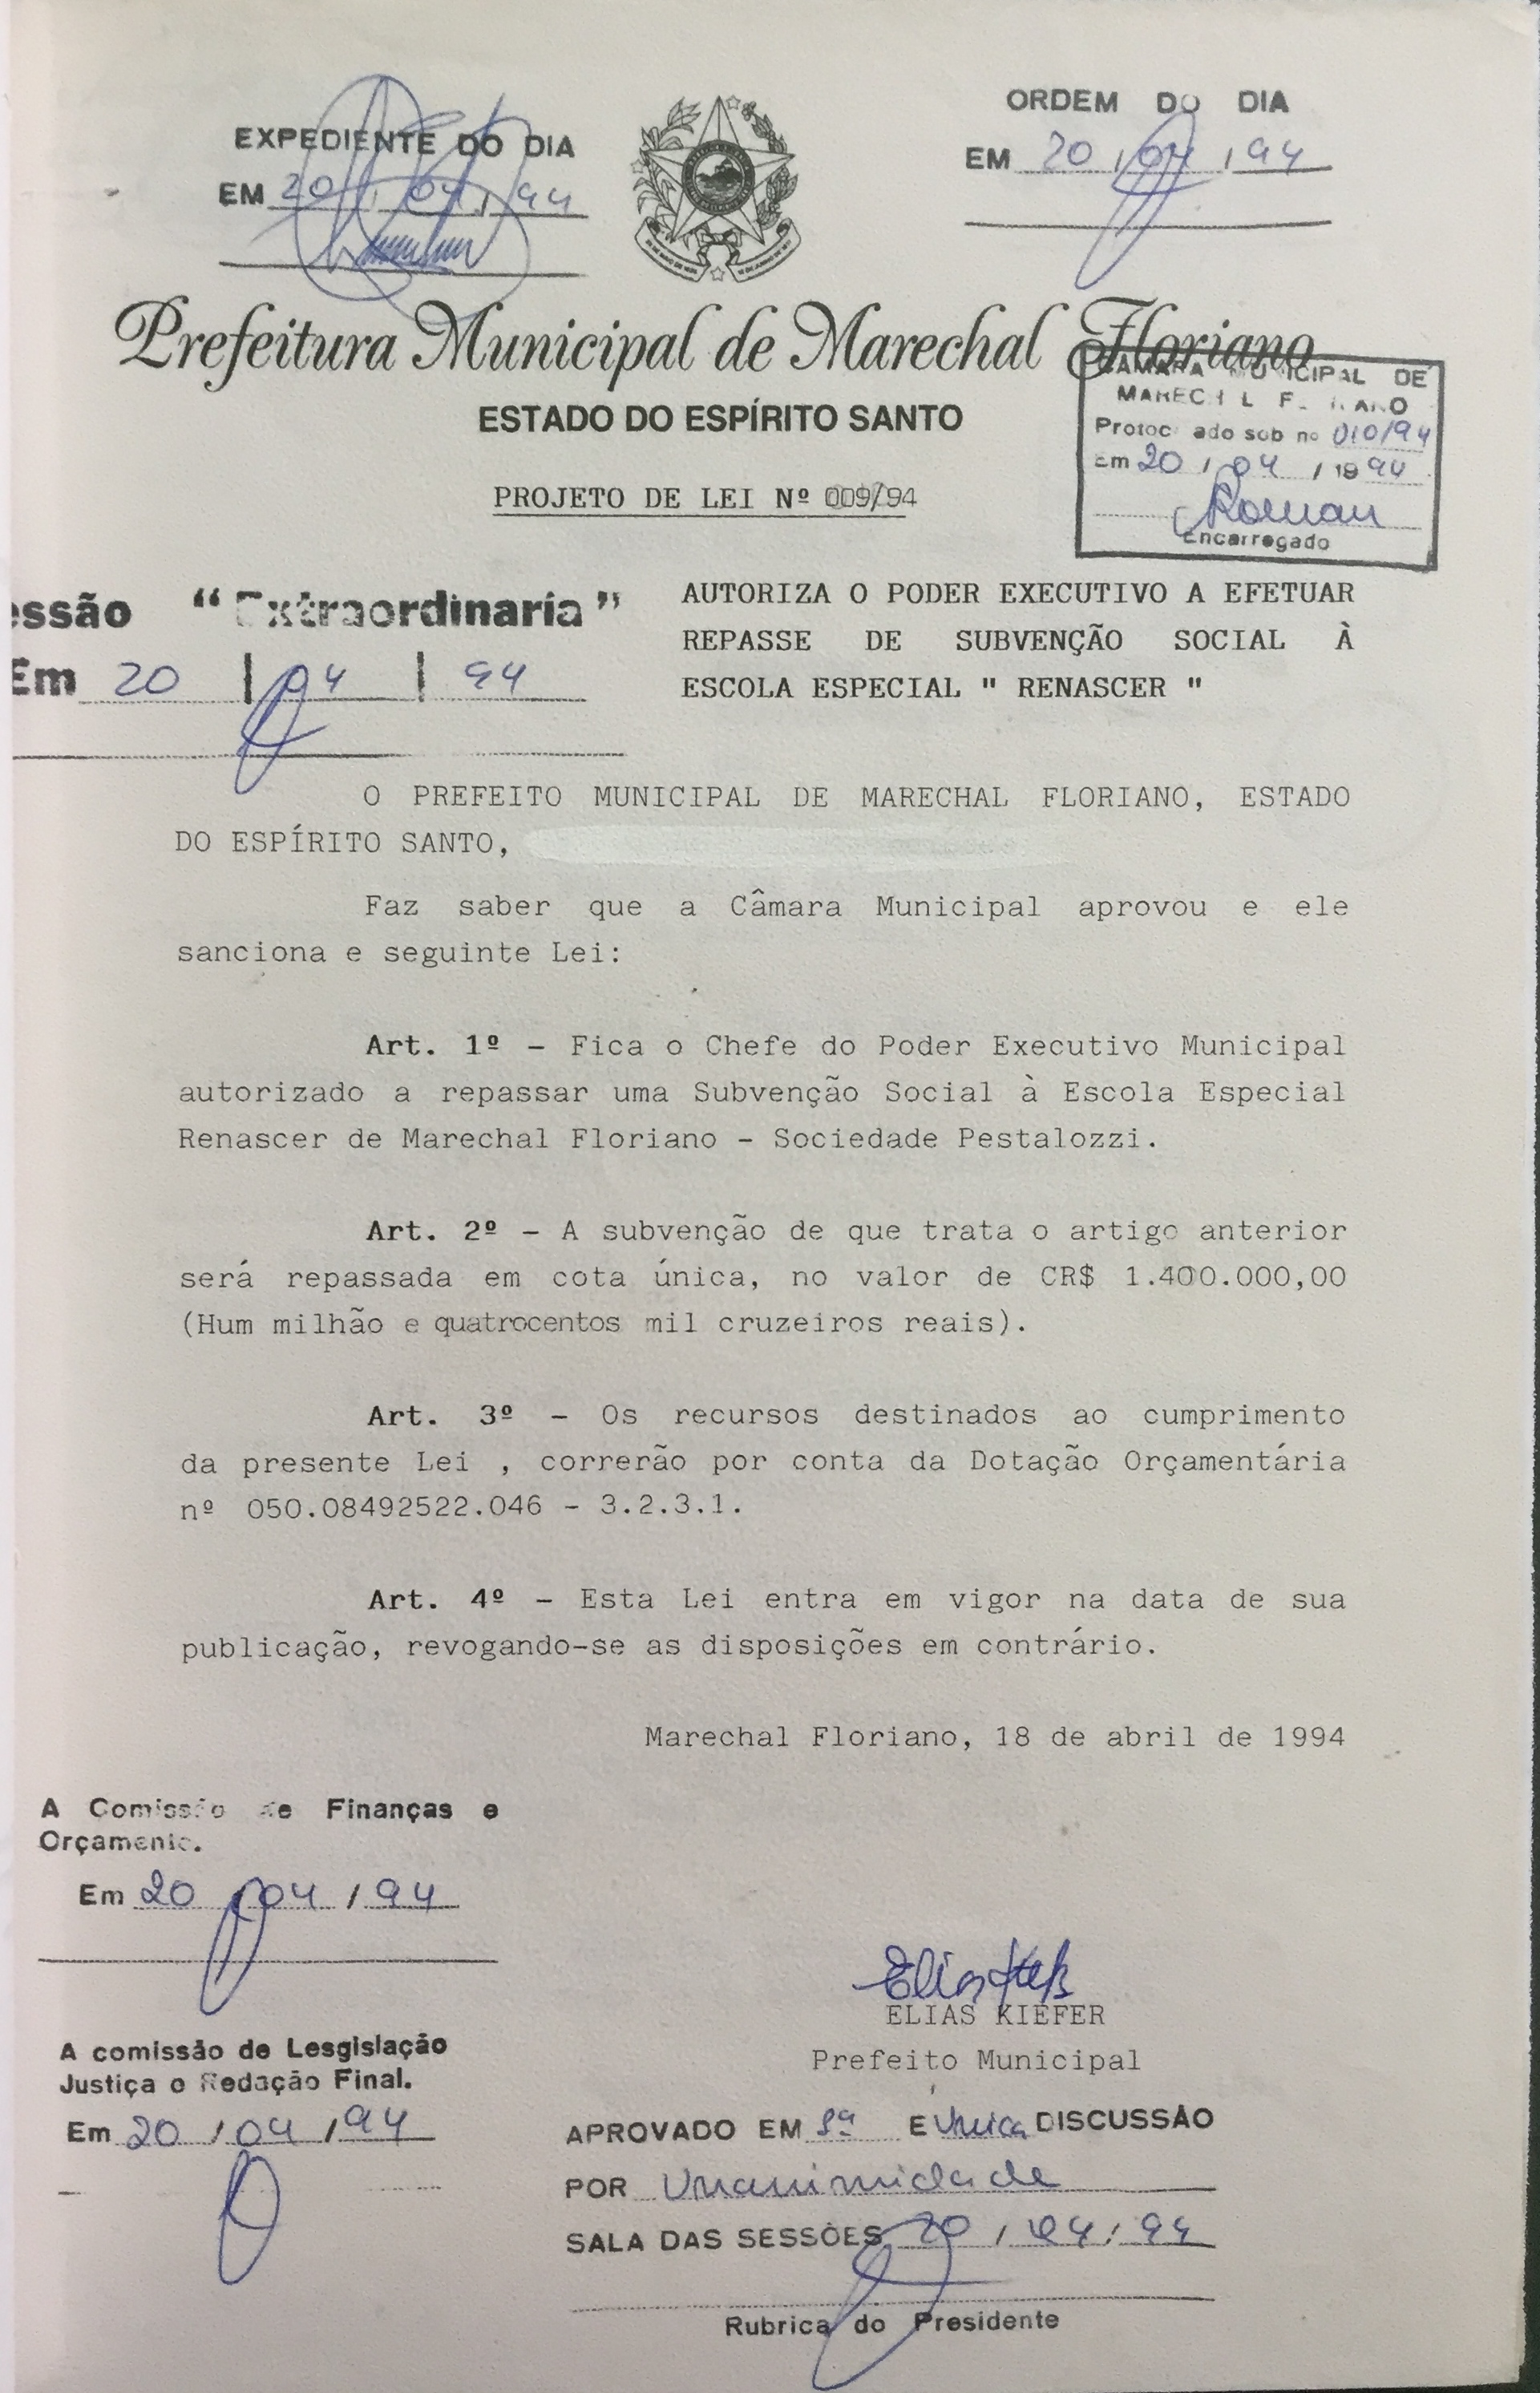 EXPEDIENTE DO DIA
EM 20 / 04 / 94
ORDEM DO DIA
EM 20 / 04 / 94
Prefeitura Municipal de Marechal Floriano
ESTADO DO ESPÍRITO SANTO
CÂMARA MUNICIPAL DE
MARECHAL FLORIANO
Protocolado sob nº 010/94
Em 20 / 04 / 1994
Encarregado
PROJETO DE LEI Nº 009/94
essão "Extraordinaria"
Em 20 / 04 / 94
AUTORIZA O PODER EXECUTIVO A EFETUAR
REPASSE DE SUBVENÇÃO SOCIAL À
ESCOLA ESPECIAL " RENASCER "
O PREFEITO MUNICIPAL DE MARECHAL FLORIANO, ESTADO
DO ESPÍRITO SANTO,
Faz saber que a Câmara Municipal aprovou e ele
sanciona e seguinte Lei:
Art. 1º - Fica o Chefe do Poder Executivo Municipal
autorizado a repassar uma Subvenção Social à Escola Especial
Renascer de Marechal Floriano - Sociedade Pestalozzi.
Art. 2º - A subvenção de que trata o artigo anterior
será repassada em cota única, no valor de CR$ 1.400.000,00
(Hum milhão e quatrocentos mil cruzeiros reais).
Art. 3º - Os recursos destinados ao cumprimento
da presente Lei , correrão por conta da Dotação Orçamentária
nº 050.08492522.046 - 3.2.3.1.
Art. 4º - Esta Lei entra em vigor na data de sua
publicação, revogando-se as disposições em contrário.
Marechal Floriano, 18 de abril de 1994
A Comissão de Finanças e
Orçamento.
Em 20 / 04 / 94
ELIAS KIEFER
Prefeito Municipal
A comissão de Lesgislação
Justiça e Redação Final.
Em 20 / 04 / 94
APROVADO EM 1ª E Unica DISCUSSÃO
POR Unanimidade
SALA DAS SESSÕES 20 / 04 / 94
Rubrica do Presidente